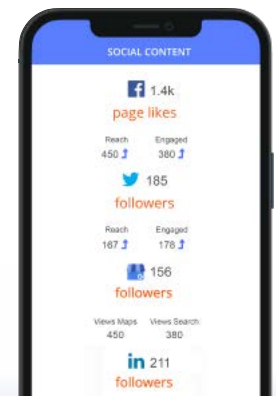 SOCIAL CONTENT
f 1.4k
page likes
Reach Engaged
450 380
185
followers
Reach Engaged
167 178
G 156
followers
Views Maps Views Search
450 380
in 211
followers